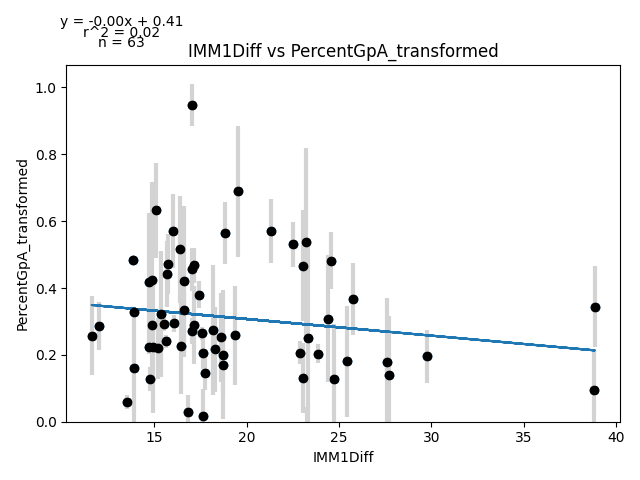 y = -0.00x + 0.41
r^2 = 0.02
n = 63
IMM1Diff vs PercentGpA_transformed
PercentGpA_transformed
1.0
0.8
0.6
0.4
0.2
0.0
15 20 25 30 35 40
IMM1Diff